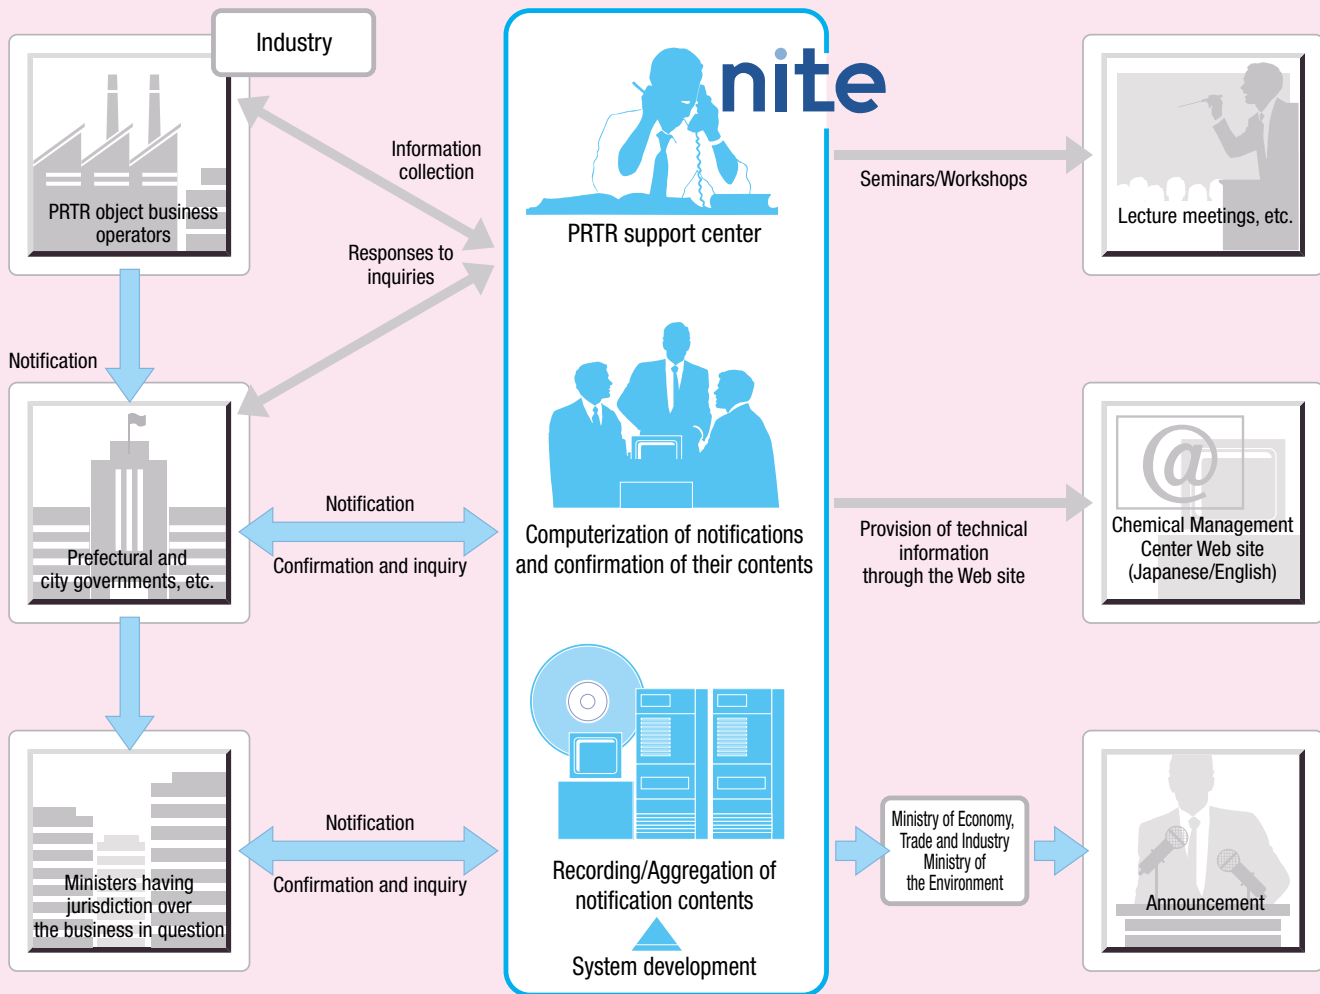 Industry
nite
PRTR object business
operators
Information
collection
Responses to
inquiries
PRTR support center
Seminars/Workshops
Lecture meetings, etc.
Notification
Prefectural and
city governments, etc.
Notification
Confirmation and inquiry
Computerization of notifications
and confirmation of their contents
Provision of technical
information
through the Web site
@
Chemical Management
Center Web site
(Japanese/English)
Ministers having
jurisdiction over
the business in question
Notification
Confirmation and inquiry
Recording/Aggregation of
notification contents
System development
Ministry of Economy,
Trade and Industry
Ministry of
the Environment
Announcement